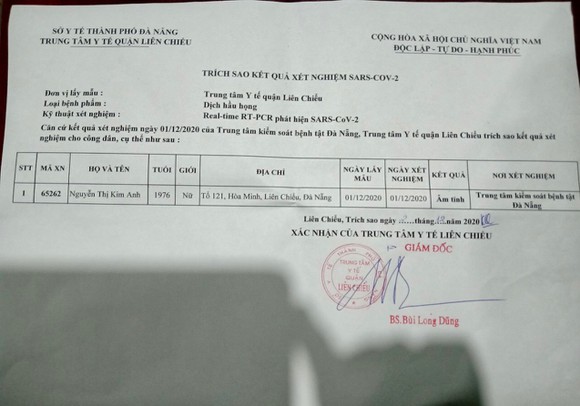 SỞ Y TẾ THÀNH PHỐ ĐÀ NẴNG
TRUNG TÂM Y TẾ QUẬN LIÊN CHIỂU
CỘNG HÒA XÃ HỘI CHỦ NGHĨA VIỆT NAM
ĐỘC LẬP - TỰ DO - HẠNH PHÚC
TRÍCH SAO KẾT QUẢ XÉT NGHIỆM SARS-COV-2
Đơn vị lấy mẫu: Trung tâm Y tế quận Liên Chiểu
Loại bệnh phẩm: Dịch hầu họng
Kỹ thuật xét nghiệm: Real-time RT-PCR phát hiện SARS-CoV-2
Căn cứ kết quả xét nghiệm ngày 01/12/2020 của Trung tâm kiểm soát bệnh tật Đà Nẵng, Trung tâm Y tế quận Liên Chiểu trích sao kết quả xét
nghiệm cho công dân, cụ thể như sau :
STT MÃ XN HỌ VÀ TÊN TUỔI GIỚI ĐỊA CHỈ NGÀY LẤY MẪU NGÀY XÉT NGHIỆM KẾT QUẢ NƠI XÉT NGHIỆM
1 65262 Nguyễn Thị Kim Anh 1976 Nữ Tổ 121, Hòa Minh, Liên Chiểu, Đà Nẵng 01/12/2020 01/12/2020 Âm tính Trung tâm kiểm soát bệnh tật Đà Nẵng
Liên Chiểu, Trích sao ngày tháng 12 năm 2020
XÁC NHẬN CỦA TRUNG TÂM Y TẾ LIÊN CHIỂU
GIÁM ĐỐC
TRUNG TÂM
Y TẾ
QUẬN
LIÊN CHIỂU
BS.Bùi Long Dũng